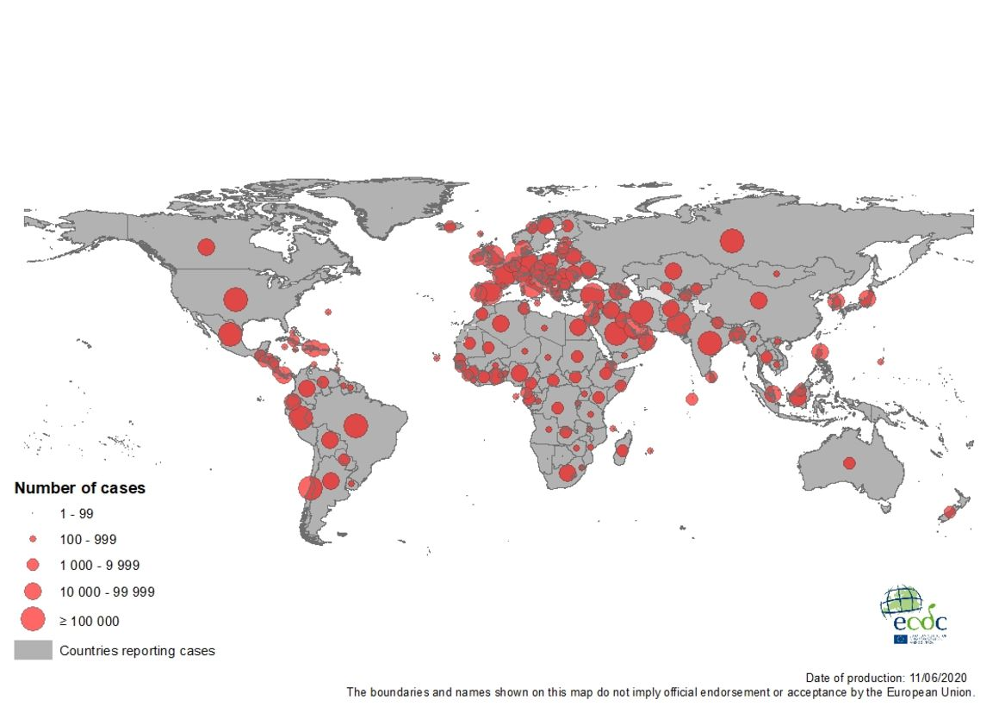 Number of cases
1 - 99
100 - 999
1 000 - 9 999
10 000 - 99 999
≥ 100 000
Countries reporting cases
ecdc
Date of production: 11/06/2020
The boundaries and names shown on this map do not imply official endorsement or acceptance by the European Union.